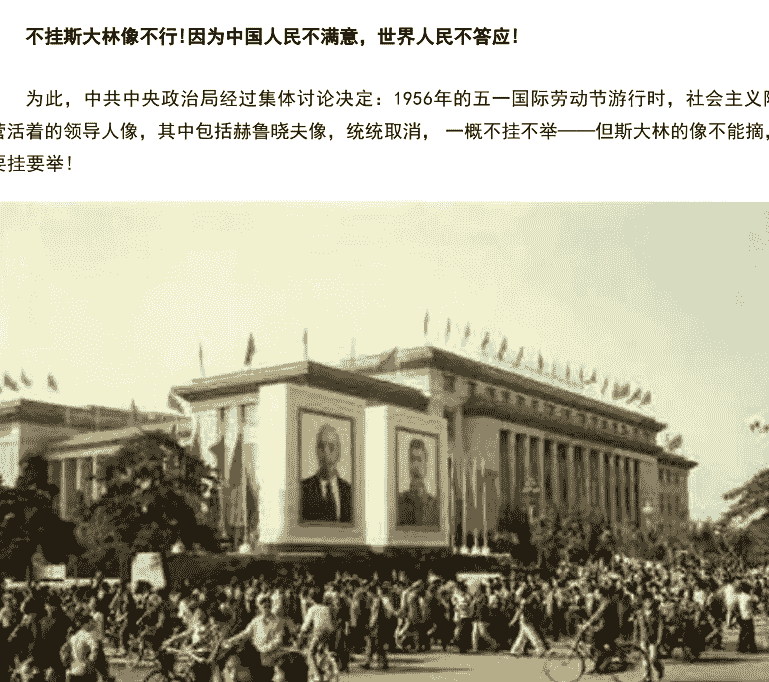 不挂斯大林像不行!因为中国人民不满意，世界人民不答应!
为此，中共中央政治局经过集体讨论决定：1956年的五一国际劳动节游行时，社会主义
活着的领导人像，其中包括赫鲁晓夫像，统统取消， 一概不挂不举——但斯大林的像不能摘，
要挂要举!